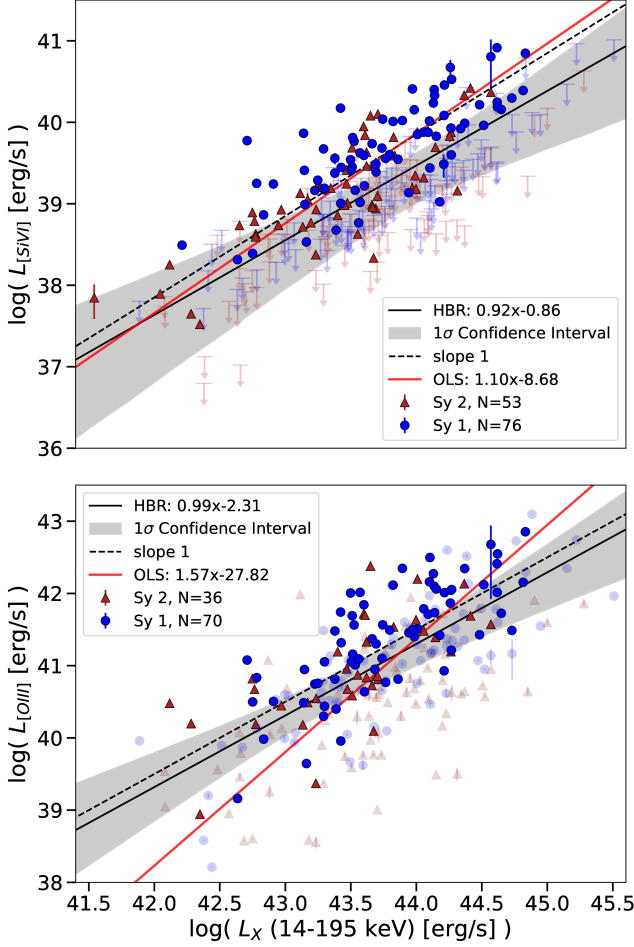 41
40
39
38
37
36
log( L[SiVI] [erg/s] )
HBR: 0.92x-0.86
1σ Confidence Interval
slope 1
OLS: 1.10x-8.68
Sy 2, N=53
Sy 1, N=76
43
42
41
40
39
38
log( L[OIII] [erg/s] )
HBR: 0.99x-2.31
1σ Confidence Interval
slope 1
OLS: 1.57x-27.82
Sy 2, N=36
Sy 1, N=70
41.5 42.0 42.5 43.0 43.5 44.0 44.5 45.0 45.5
log( LX (14-195 keV) [erg/s] )